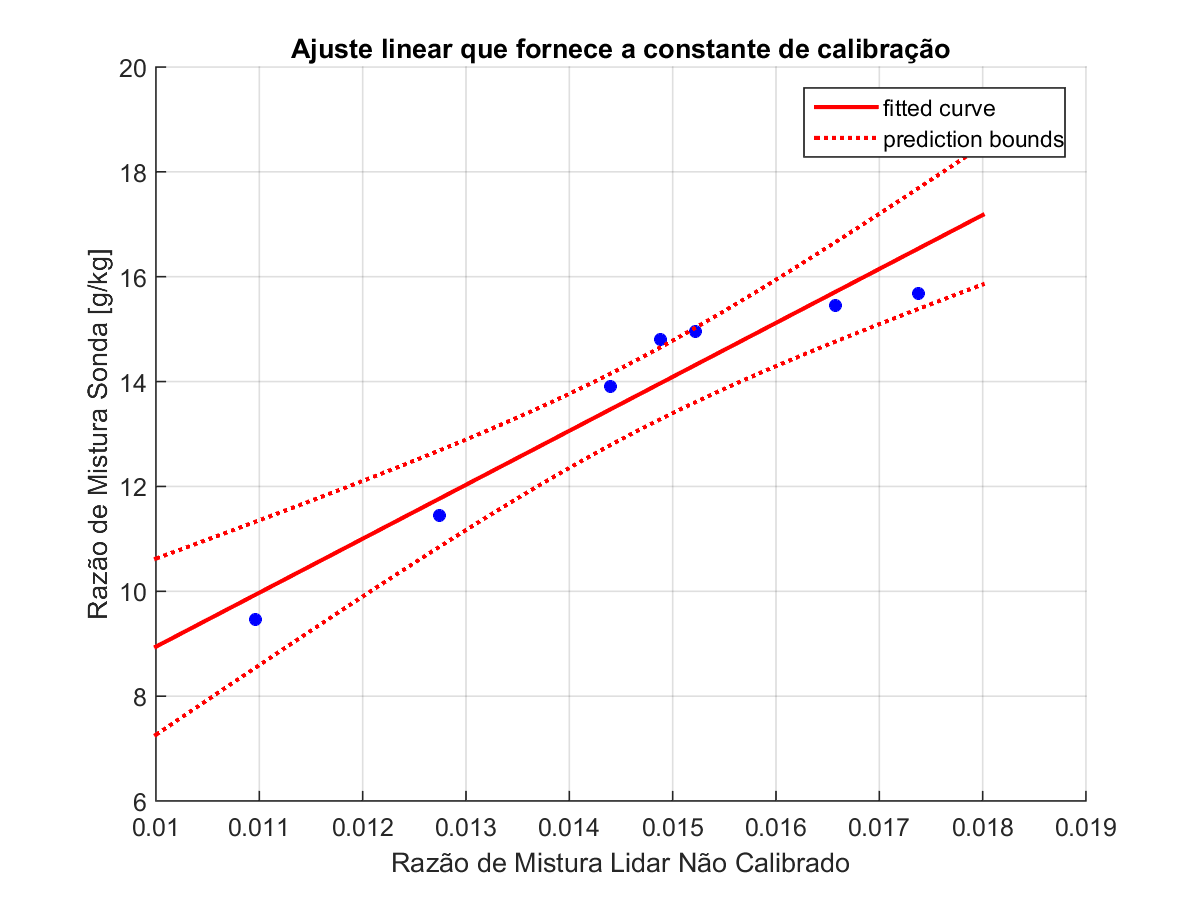 Ajuste linear que fornece a constante de calibração
fitted curve
prediction bounds
20
18
16
14
12
10
8
6
Razão de Mistura Sonda [g/kg]
0.01 0.011 0.012 0.013 0.014 0.015 0.016 0.017 0.018 0.019
Razão de Mistura Lidar Não Calibrado